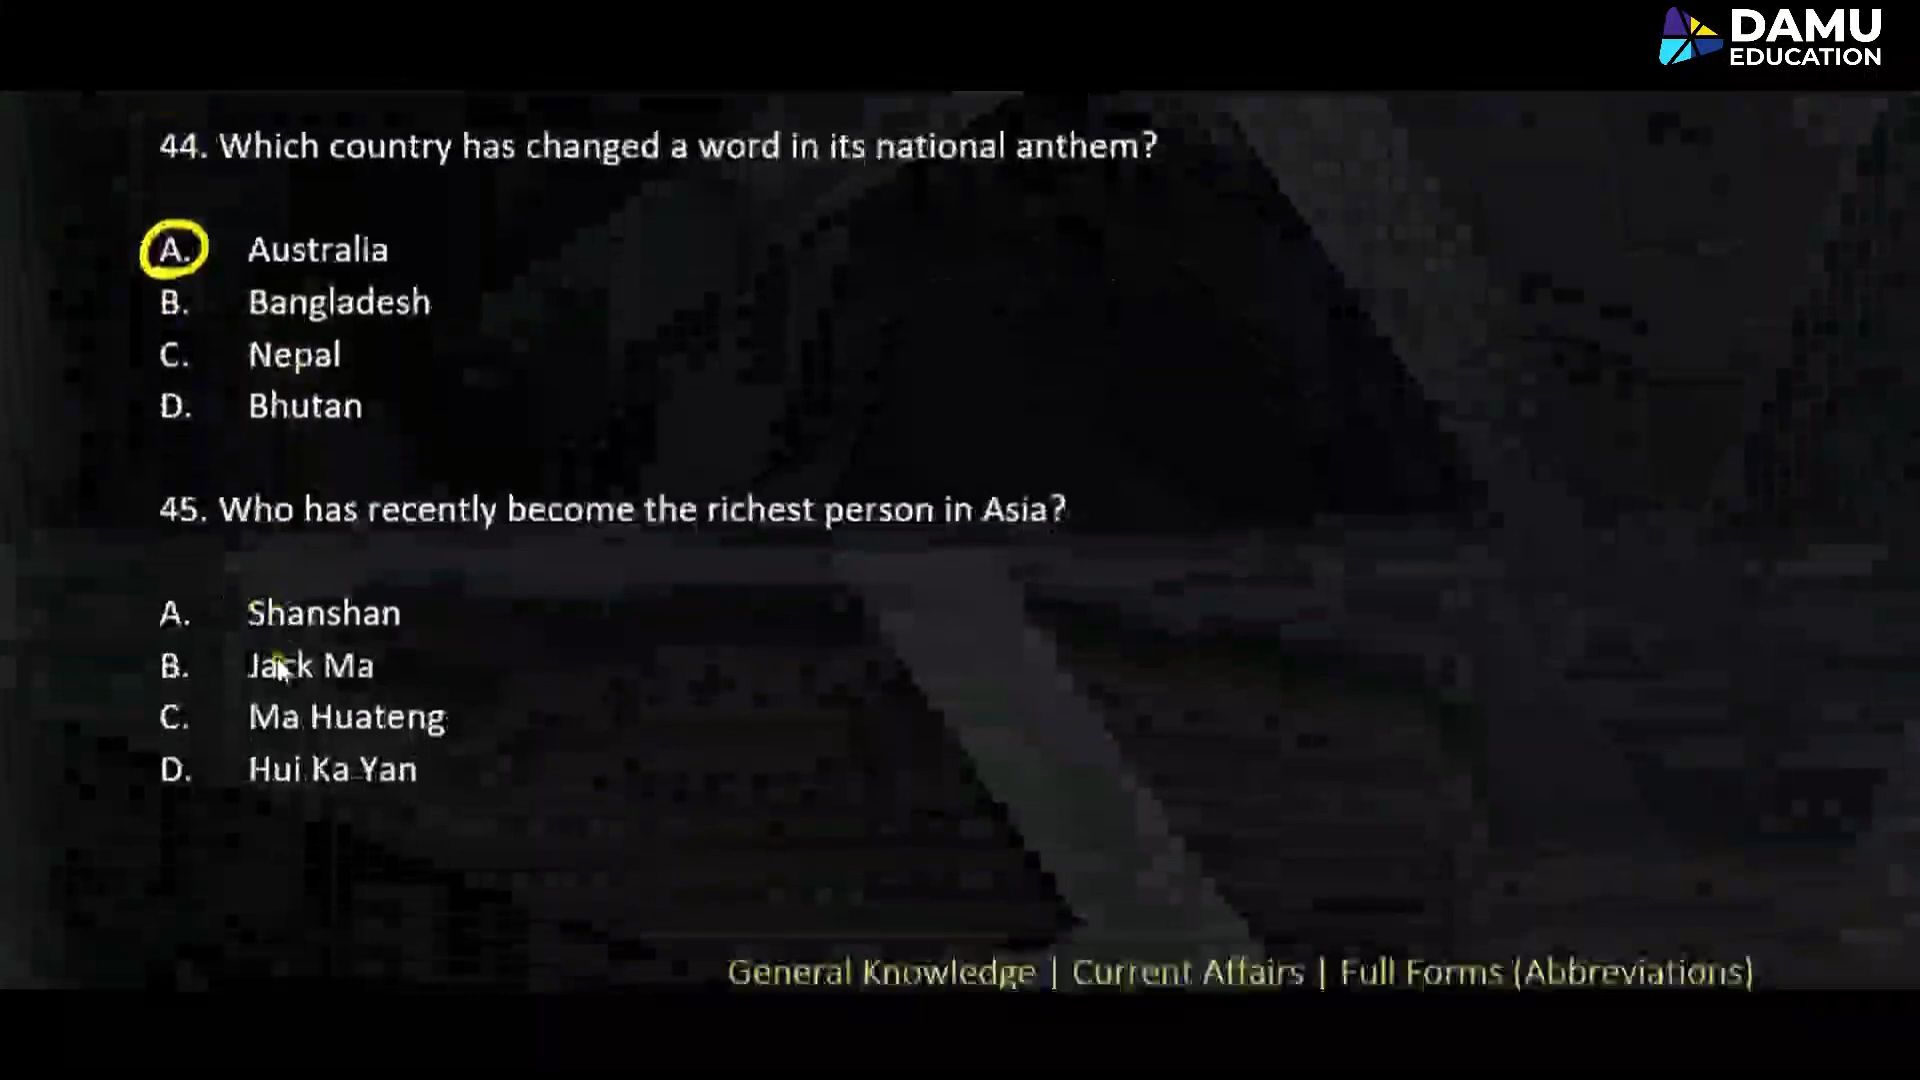 DAMU
EDUCATION
44. Which country has changed a word in its national anthem?
A. Australia
B. Bangladesh
C. Nepal
D. Bhutan
45. Who has recently become the richest person in Asia?
A. Shanshan
B. Jack Ma
C. Ma Huateng
D. Hui Ka Yan
General Knowledge | Current Affairs | Full Forms (Abbreviations)